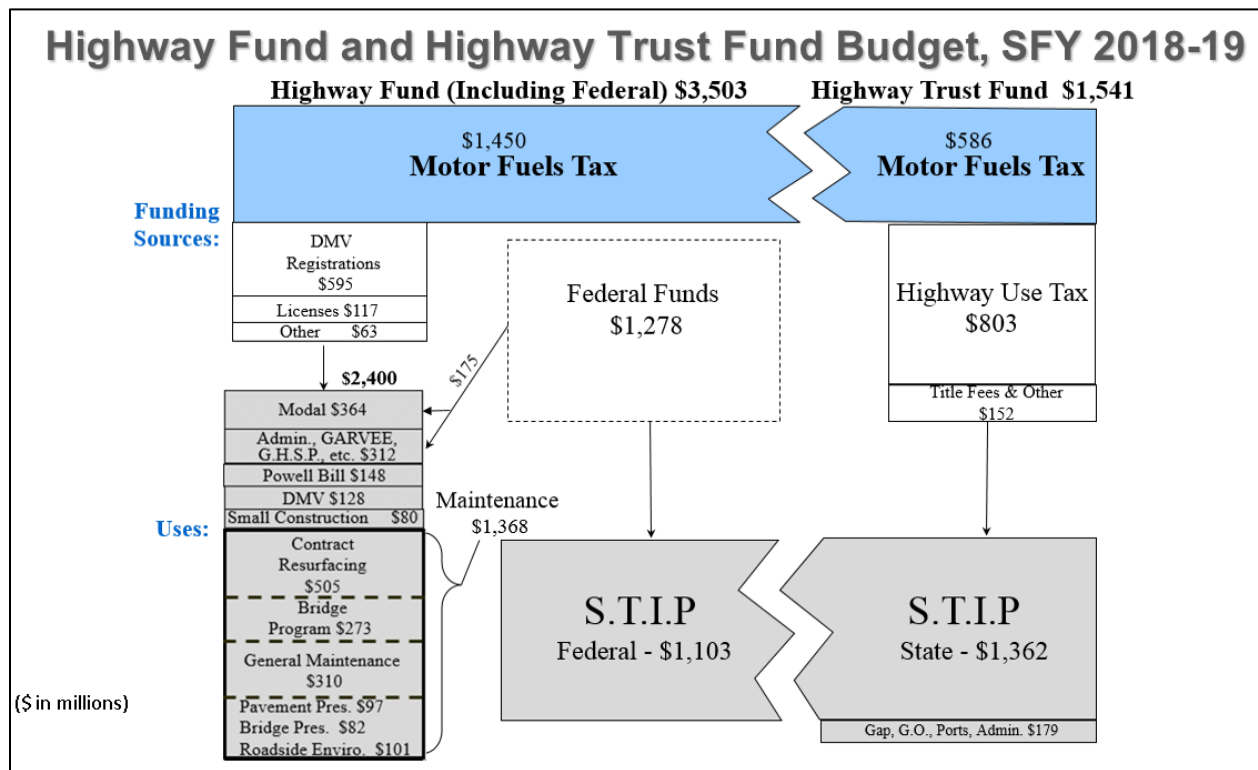 Highway Fund and Highway Trust Fund Budget, SFY 2018-19
Highway Fund (Including Federal) $3,503
Highway Trust Fund $1,541
$1,450
Motor Fuels Tax
$586
Motor Fuels Tax
Funding
Sources:
DMV
Registrations
$595
Licenses $117
Other $63
Federal Funds
$1,278
Highway Use Tax
$803
Title Fees & Other
$152
$175
$2,400
Modal $364
Admin., GARVEE,
G.H.S.P., etc. $312
Powell Bill $148
DMV $128
Small Construction $80
Uses:
Maintenance
$1,368
Contract
Resurfacing
$505
Bridge
Program $273
General Maintenance
$310
Pavement Pres. $97
Bridge Pres. $82
Roadside Enviro. $101
S.T.I.P
Federal - $1,103
S.T.I.P
State - $1,362
Gap, G.O., Ports, Admin. $179
($ in millions)